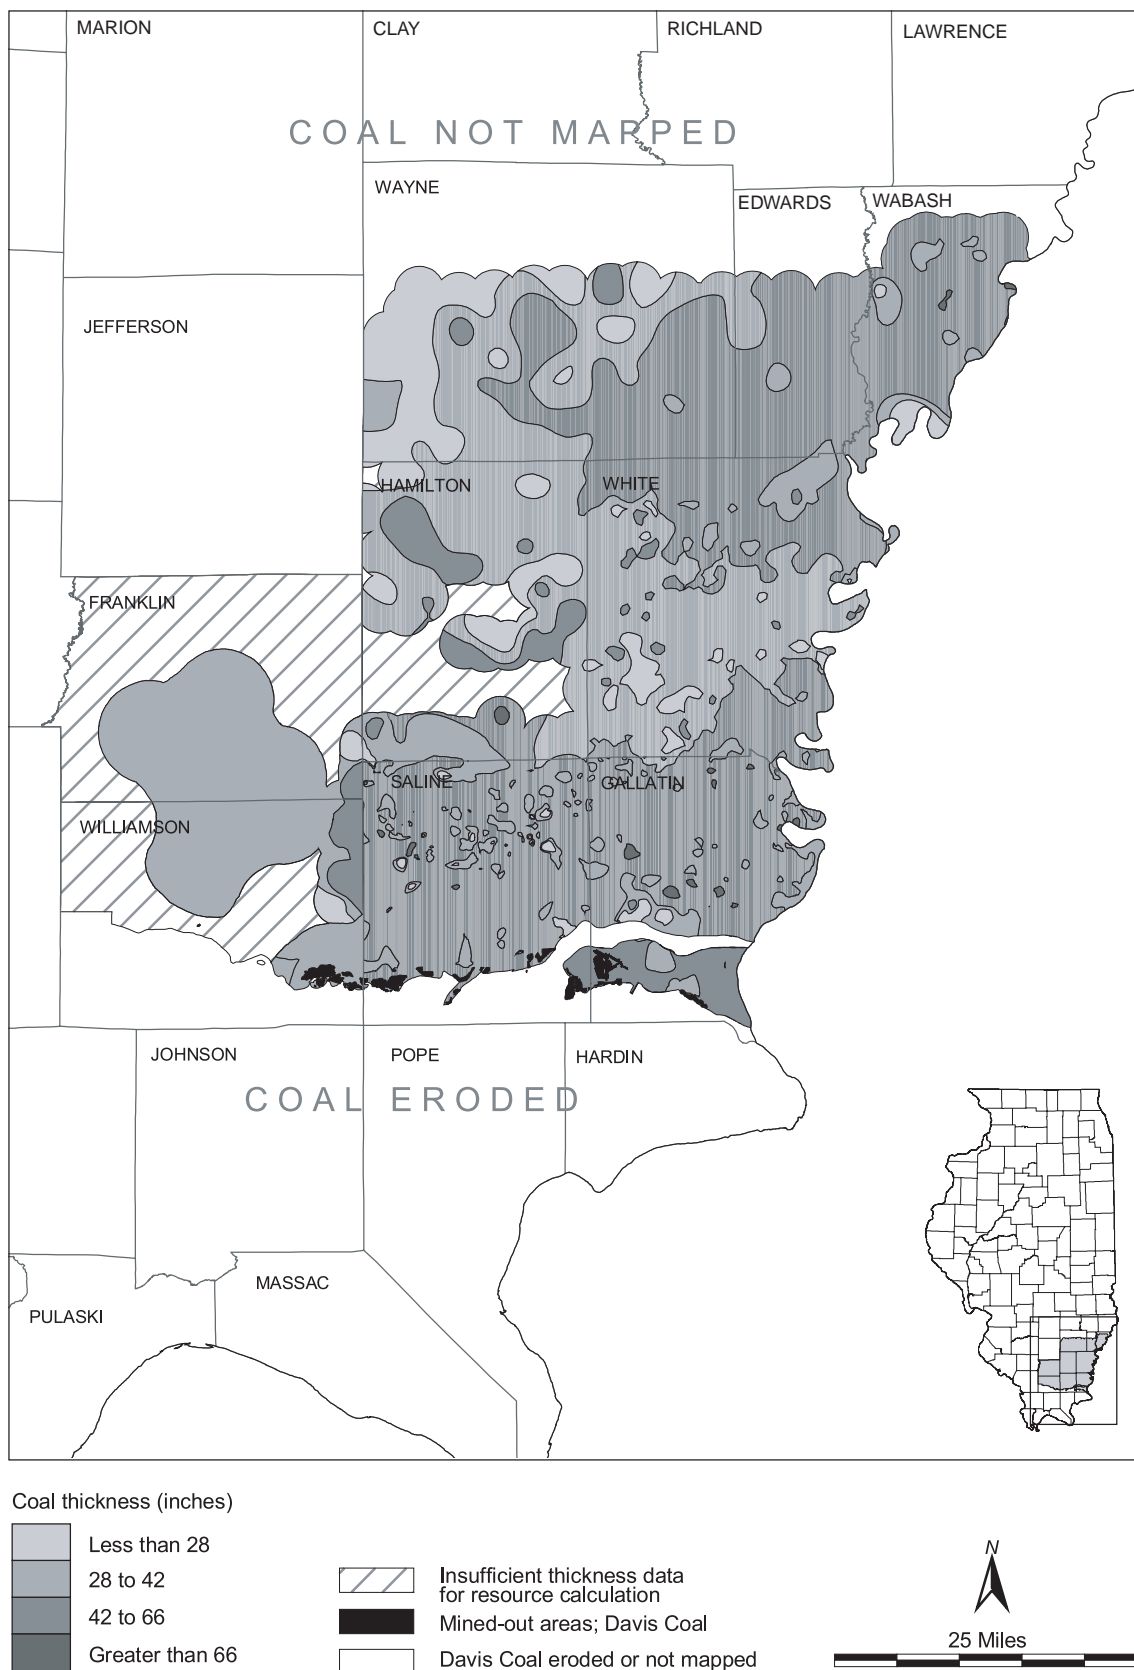 MARION
CLAY
RICHLAND
LAWRENCE
COAL NOT MAPPED
WAYNE
EDWARDS
WABASH
JEFFERSON
HAMILTON
WHITE
FRANKLIN
SALINE
GALLATIN
WILLIAMSON
JOHNSON
POPE
HARDIN
COAL ERODED
MASSAC
PULASKI
Coal thickness (inches)
Less than 28
28 to 42
42 to 66
Greater than 66
Insufficient thickness data
for resource calculation
Mined-out areas; Davis Coal
Davis Coal eroded or not mapped
N
25 Miles